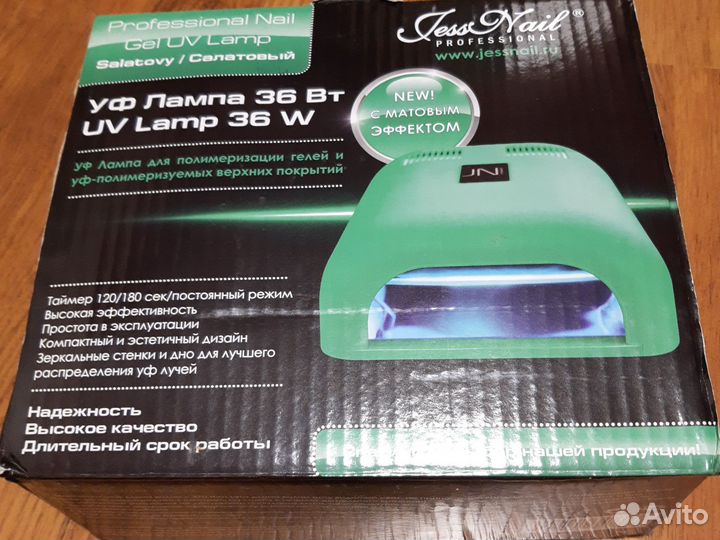 Professional Nail
Gel UV Lamp
Salatovy / Салатовый
JessNail®
PROFESSIONAL
www.jessnail.ru
УФ Лампа 36 Вт
UV Lamp 36 W
NEW!
С МАТОВЫМ
ЭФФЕКТОМ
УФ Лампа для полимеризации гелей и
уф-полимеризуемых верхних покрытий
JN
Таймер 120/180 сек/постоянный режим
Высокая эффективность
Простота в эксплуатации
Компактный и эстетичный дизайн
Зеркальные стенки и дно для лучшего
распределения уф лучей
Надежность
Высокое качество
Длительный срок работы
нашей продукции!
Avito